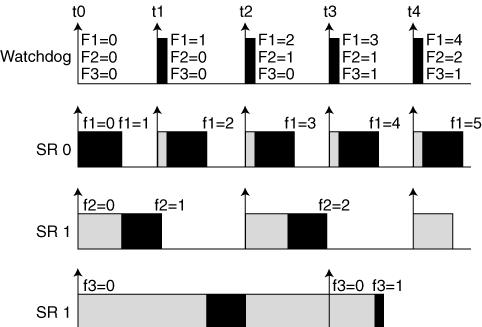 t0 t1 t2 t3 t4
Watchdog
F1=0 F1=1 F1=2 F1=3 F1=4
F2=0 F2=0 F2=1 F2=1 F2=2
F3=0 F3=0 F3=0 F3=1 F3=1
SR 0
f1=0 f1=1 f1=2 f1=3 f1=4 f1=5
SR 1
f2=0 f2=1 f2=2
SR 1
f3=0 f3=0 f3=1